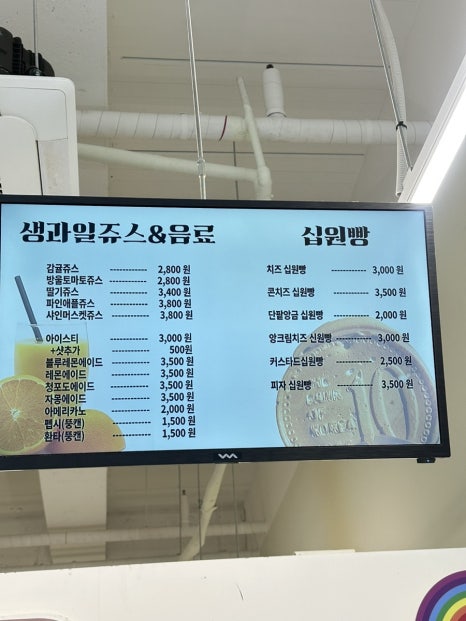 생과일쥬스&음료
감귤쥬스 ------------ 2,800 원
방울토마토쥬스 ------------ 2,800 원
딸기쥬스 ------------ 3,400 원
파인애플쥬스 ------------ 3,800 원
샤인머스켓쥬스 ------------ 3,800 원
아이스티 ------------ 3,000 원
+샷추가 ------------ 500원
블루레몬에이드 ------------ 3,500 원
레몬에이드 ------------ 3,500 원
청포도에이드 ------------ 3,500 원
자몽에이드 ------------ 3,500 원
아메리카노 ------------ 2,000 원
펩시(뚱캔) ------------ 1,500 원
환타(뚱캔) ------------ 1,500 원
십원빵
치즈 십원빵 ------------ 3,000 원
콘치즈 십원빵 ------------ 3,500 원
단팥앙글 십원빵 ------------ 2,000 원
앙크림치즈 십원빵 ------------ 3,000 원
커스타드십원빵 ------------ 2,500 원
피자 십원빵 ------------ 3,500 원